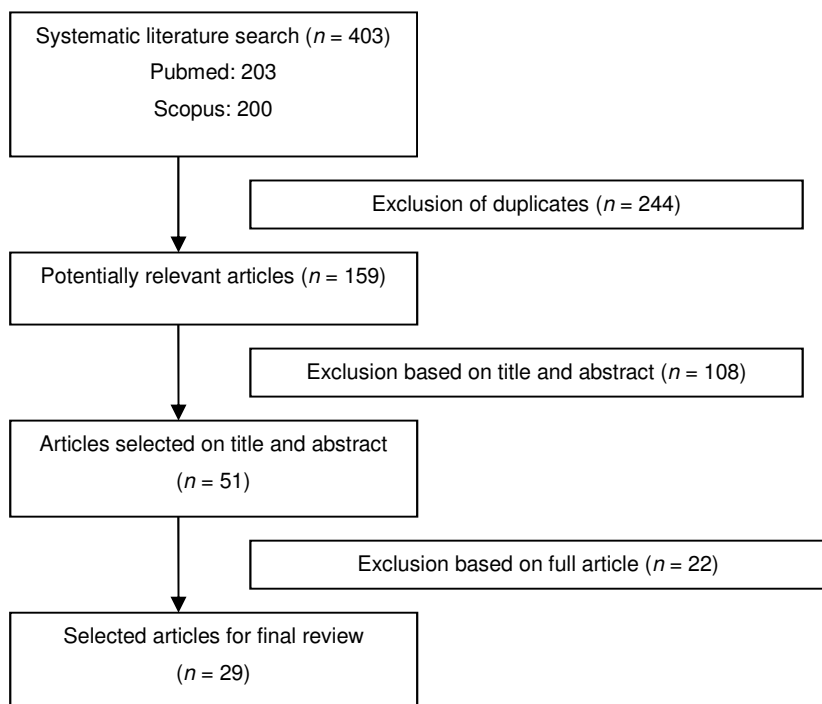 Systematic literature search (n = 403)
Pubmed: 203
Scopus: 200
Exclusion of duplicates (n = 244)
Potentially relevant articles (n = 159)
Exclusion based on title and abstract (n = 108)
Articles selected on title and abstract
(n = 51)
Exclusion based on full article (n = 22)
Selected articles for final review
(n = 29)